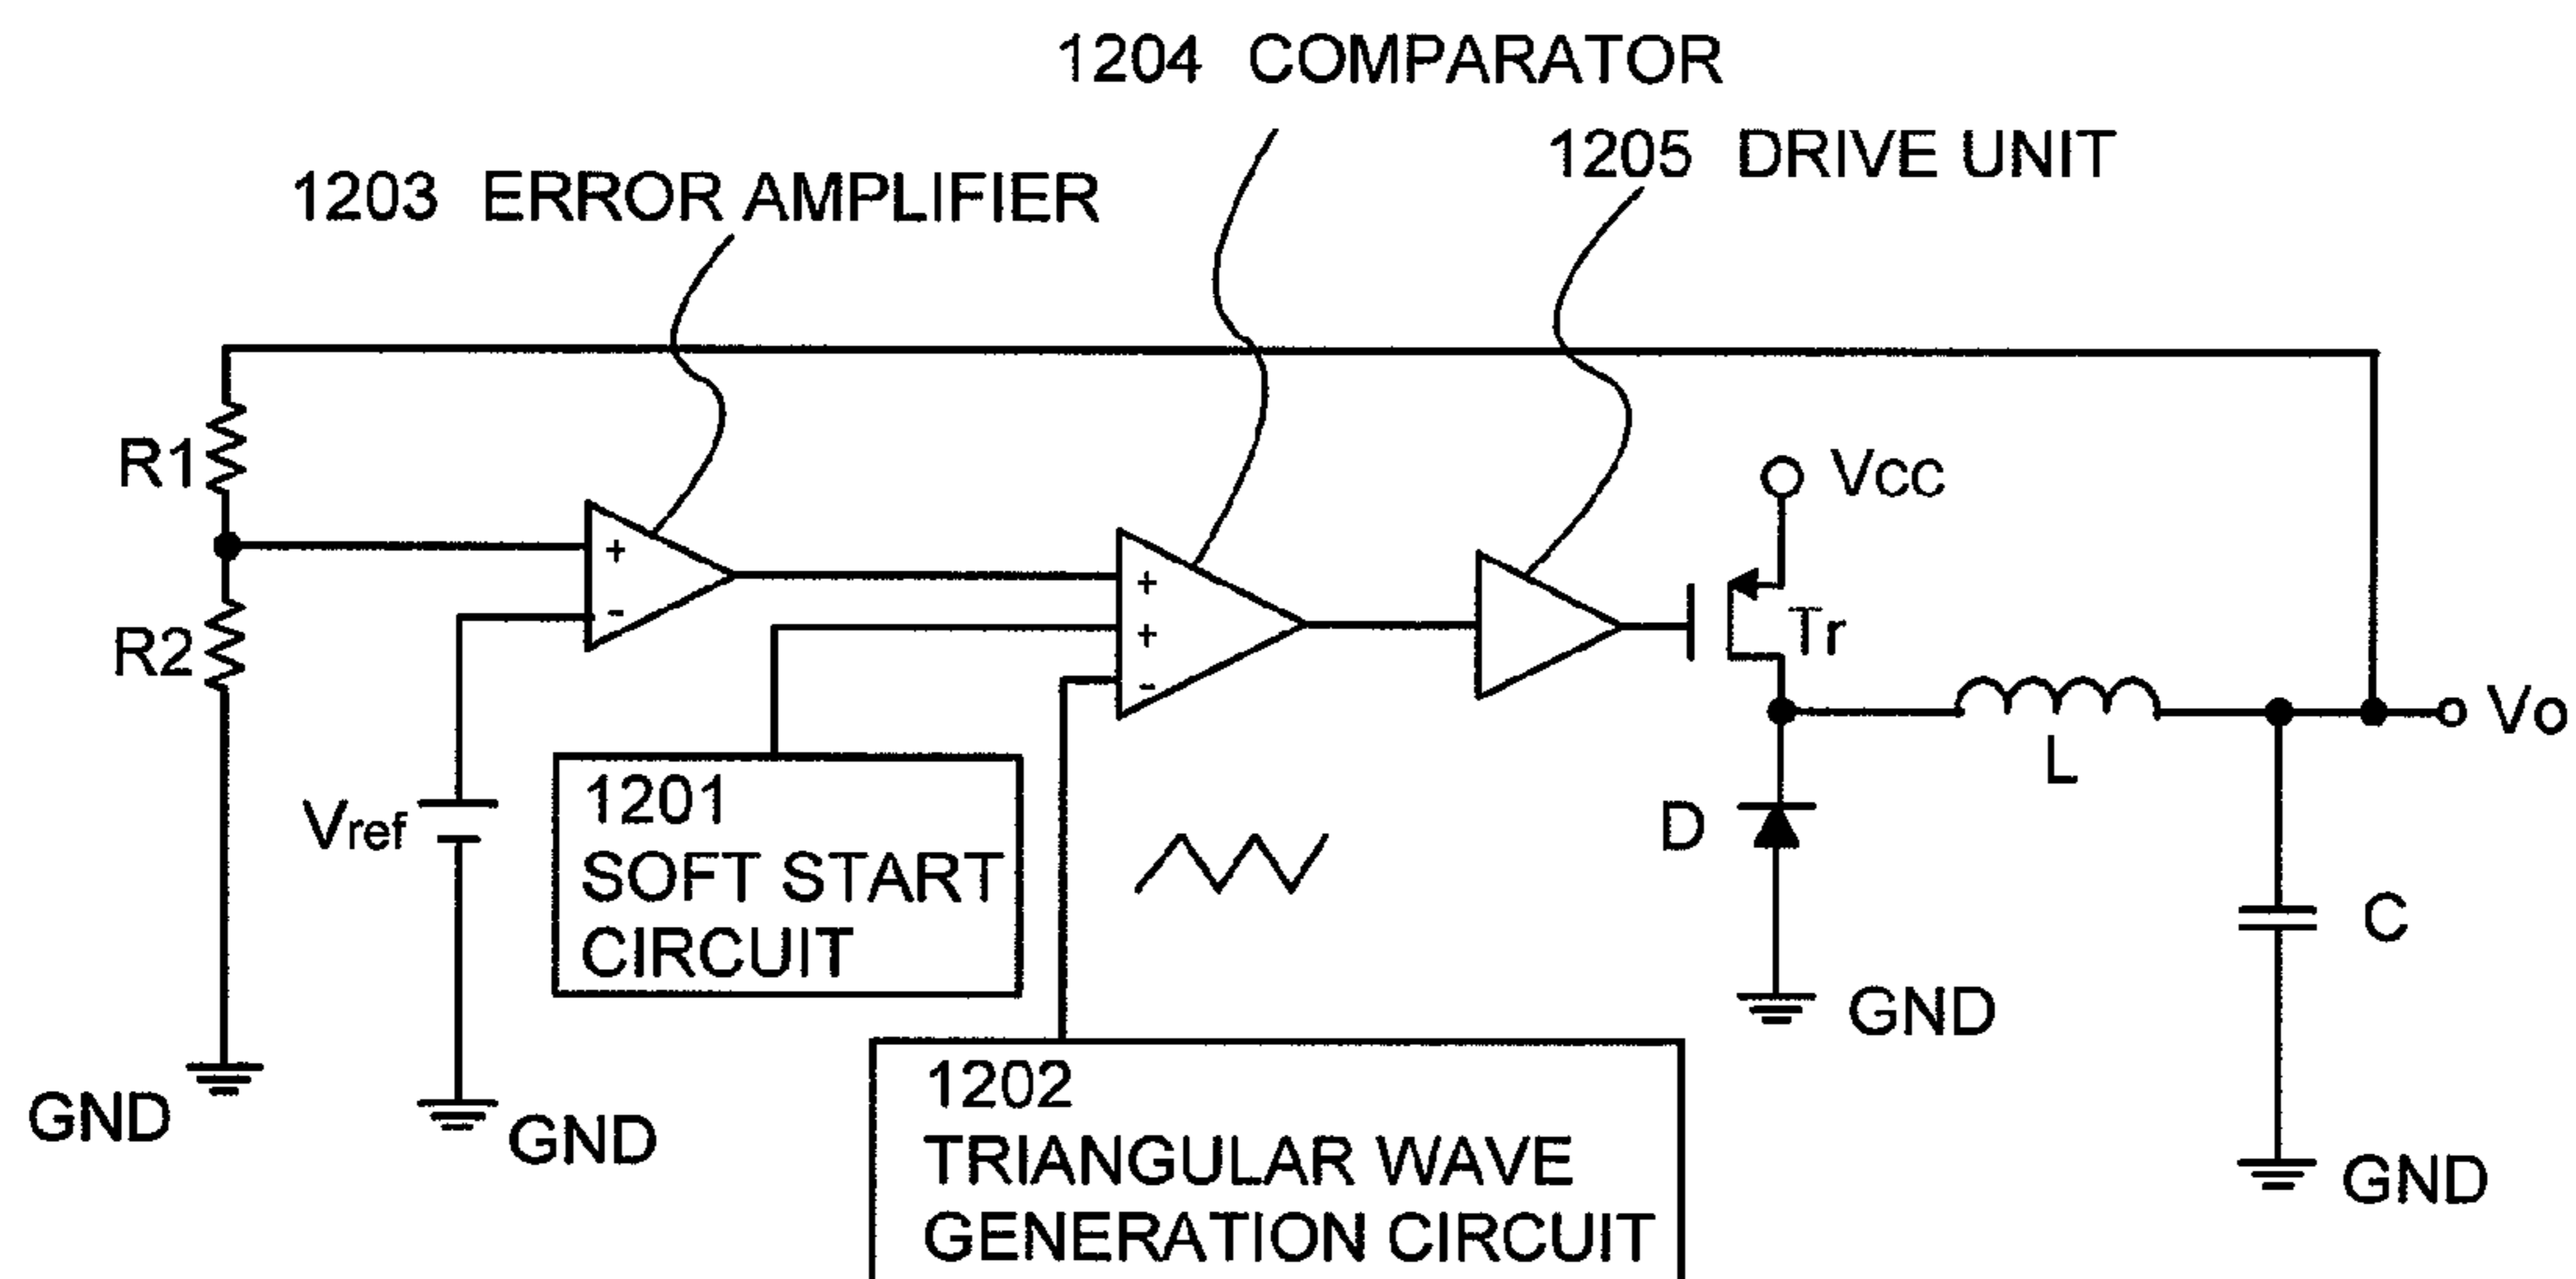 1204 COMPARATOR
1205 DRIVE UNIT
1203 ERROR AMPLIFIER
R1
+
-
+
+
-
VCC
Tr
R2
Vo
L
Vref
1201
SOFT START
CIRCUIT
D
C
GND
GND
GND
GND
1202
TRIANGULAR WAVE
GENERATION CIRCUIT